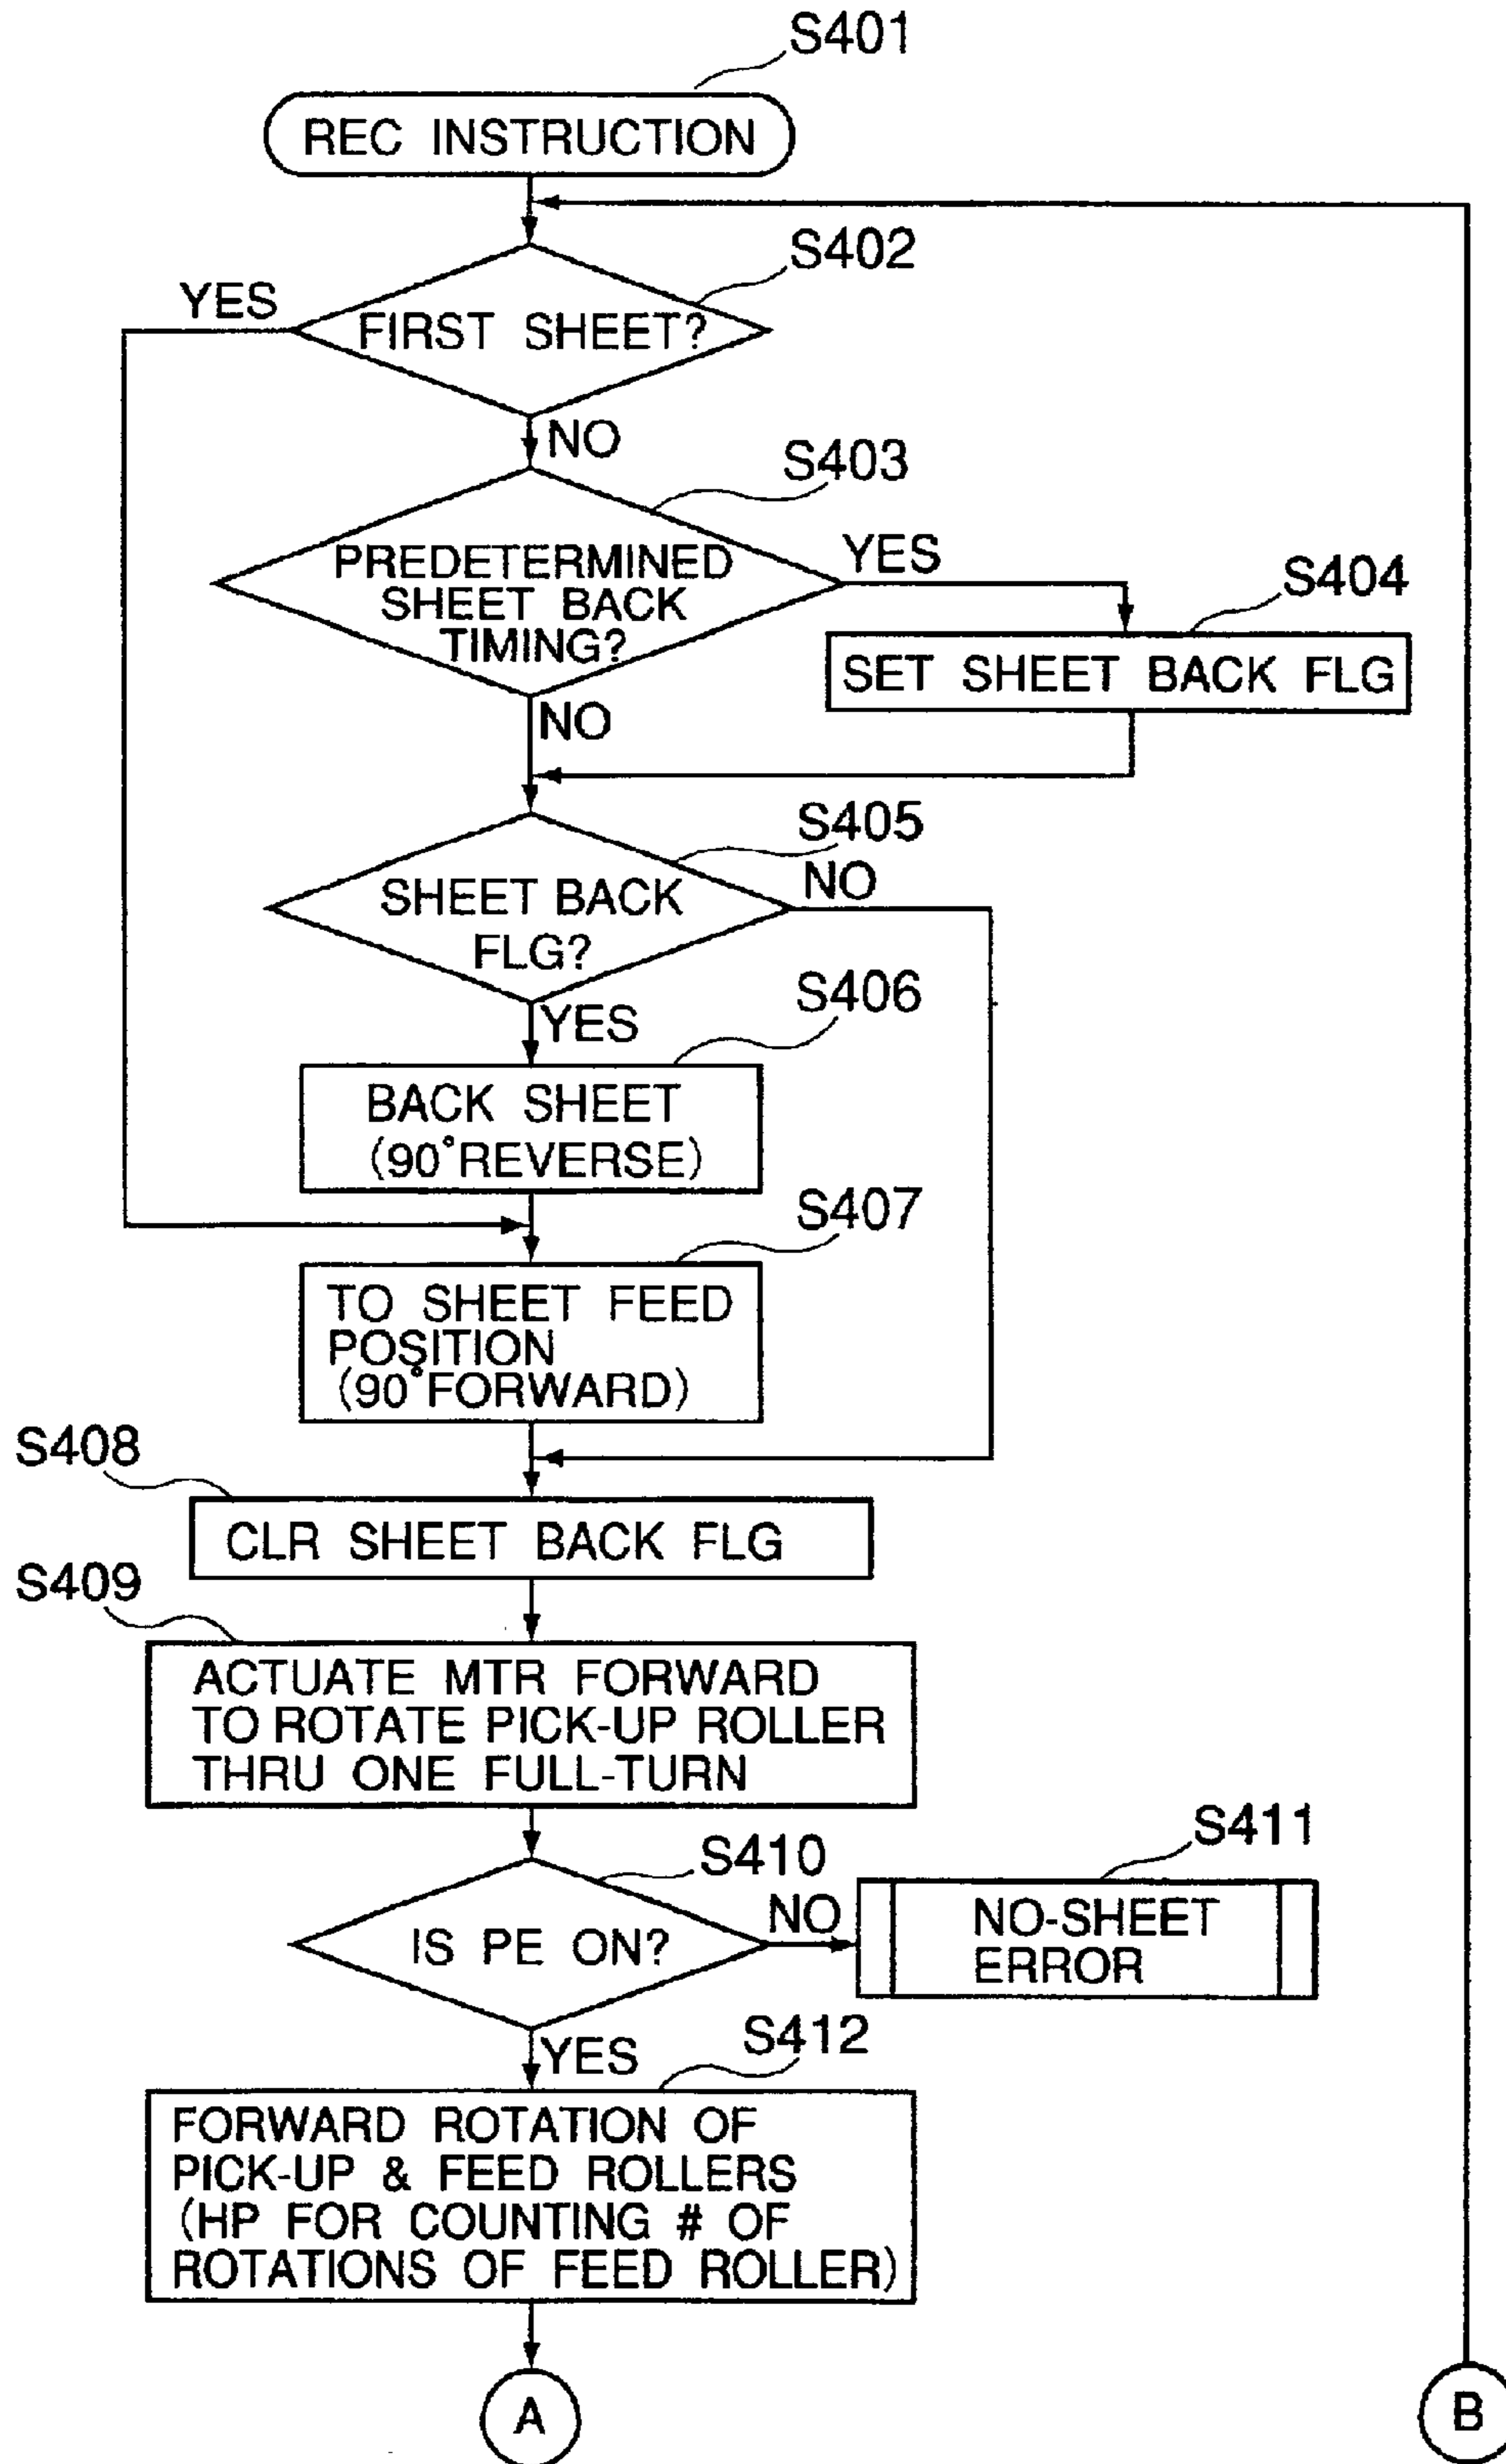 S401
REC INSTRUCTION
S402
YES
FIRST SHEET?
NO
S403
PREDETERMINED
SHEET BACK
TIMING?
YES
S404
SET SHEET BACK FLG
NO
S405
SHEET BACK
FLG?
NO
YES
S406
BACK SHEET
(90°REVERSE)
S407
TO SHEET FEED
POSITION
(90°FORWARD)
S408
CLR SHEET BACK FLG
S409
ACTUATE MTR FORWARD
TO ROTATE PICK-UP ROLLER
THRU ONE FULL-TURN
S410
IS PE ON?
NO
S411
NO-SHEET
ERROR
YES
S412
FORWARD ROTATION OF
PICK-UP & FEED ROLLERS
(HP FOR COUNTING # OF
ROTATIONS OF FEED ROLLER)
A
B